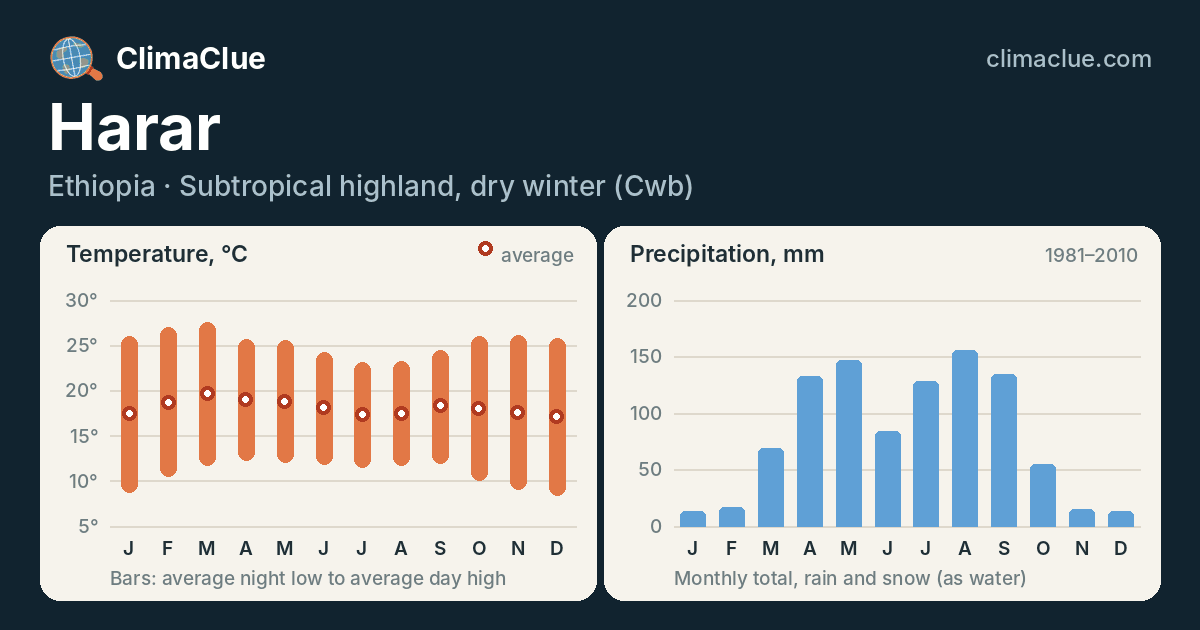 ClimaClue
climaclue.com
Harar
Ethiopia · Subtropical highland, dry winter (Cwb)
Temperature, °C
average
30°
25°
20°
15°
10°
5°
J F M A M J J A S O N D
Bars: average night low to average day high
Precipitation, mm
1981–2010
200
150
100
50
0
J F M A M J J A S O N D
Monthly total, rain and snow (as water)